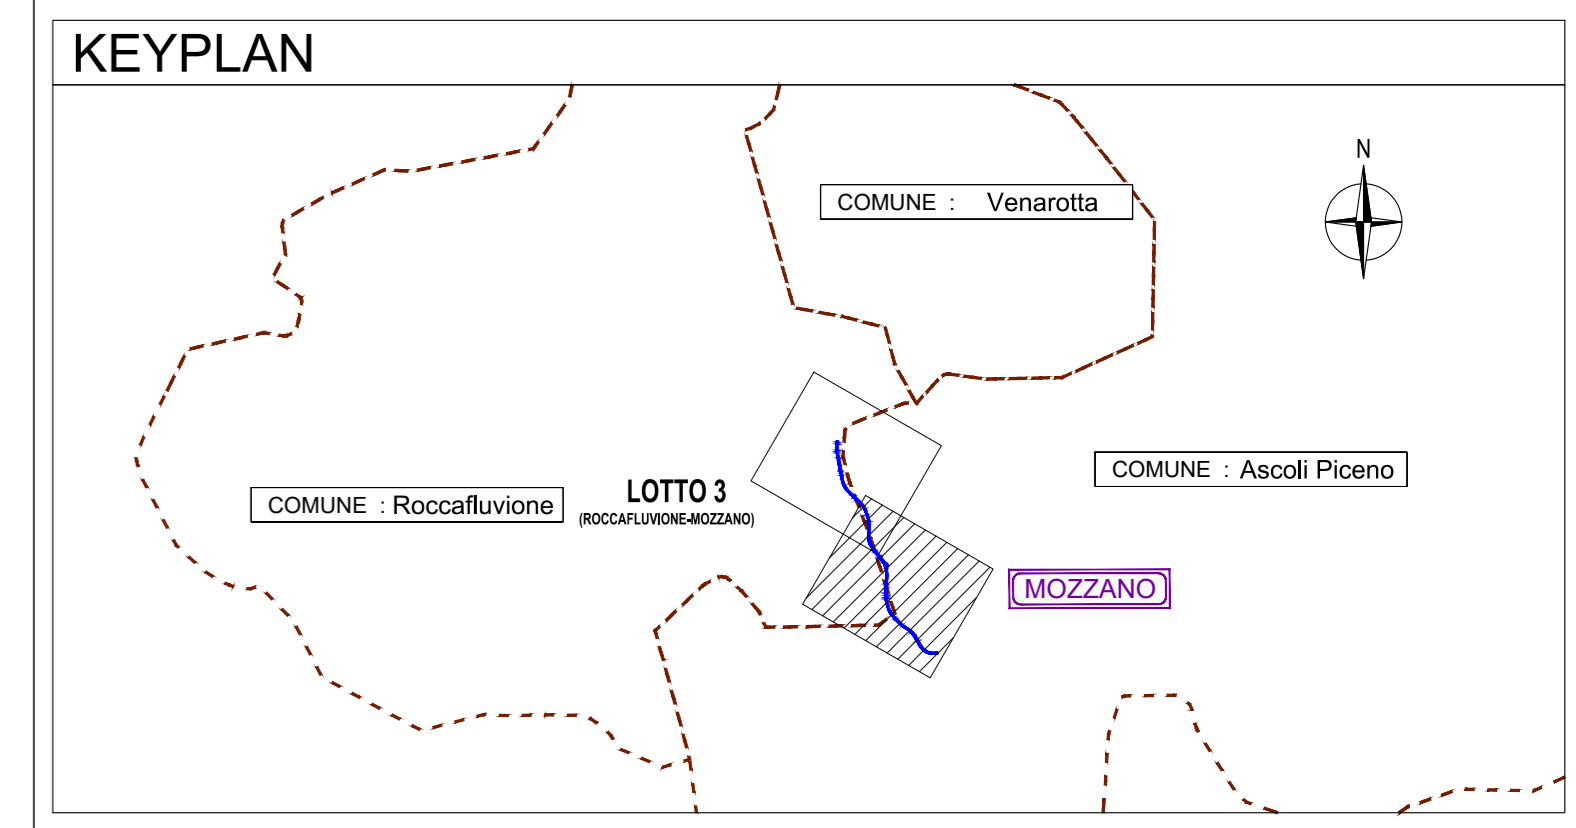 KEYPLAN
N
COMUNE : Venarotta
COMUNE : Ascoli Piceno
COMUNE : Roccafluvione
LOTTO 3
(ROCCAFLUVIONE-MOZZANO)
MOZZANO